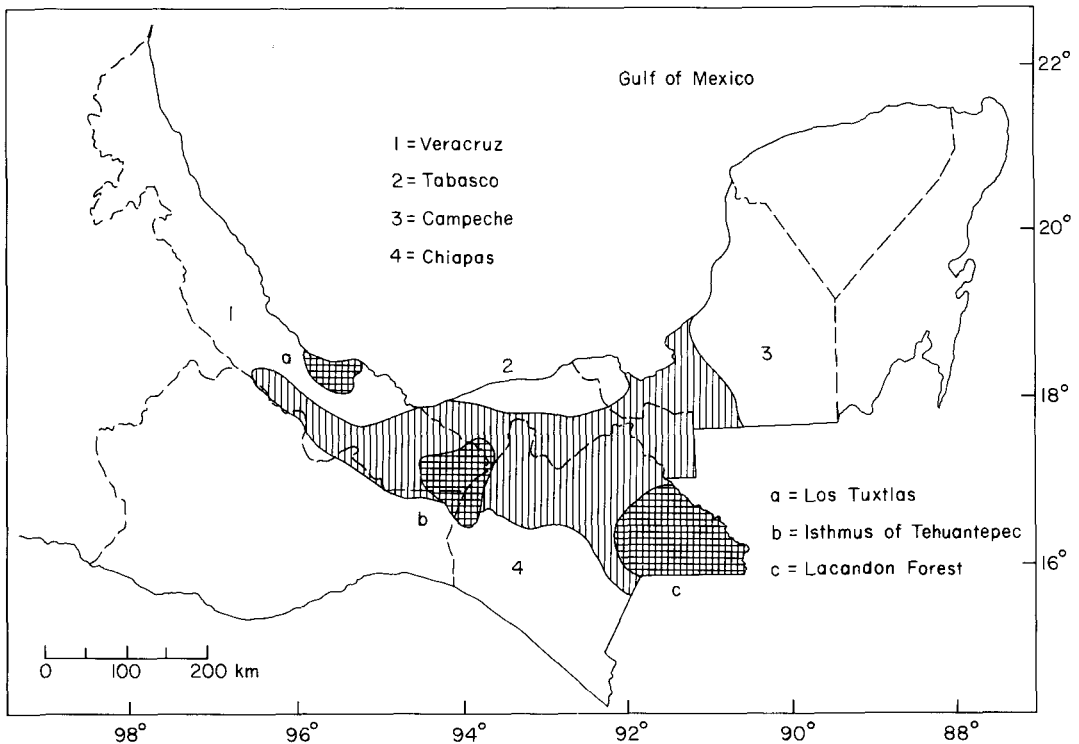 Gulf of Mexico
22°
1 = Veracruz
2 = Tabasco
3 = Campeche
4 = Chiapas
20°
1
a
2
3
18°
b
4
c
a = Los Tuxtlas
b = Isthmus of Tehuantepec
c = Lacandon Forest
16°
0 100 200 km
98° 96° 94° 92° 90° 88°